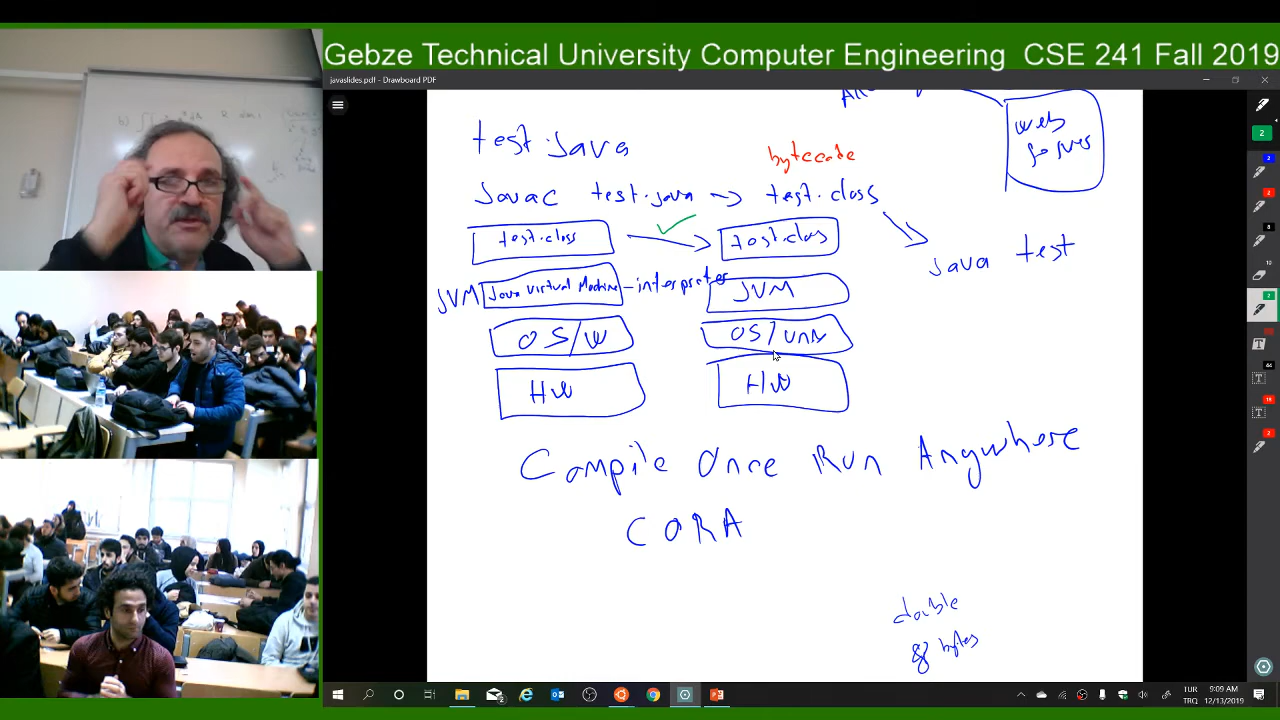 Gebze Technical University Computer Engineering CSE 241 Fall 2019
javaslides.pdf - Drawboard PDF
web
test.java
bytecode
Javac test.java → test.class
test.class → test.class
java test
JVM Java Virtual Machine - interpreter JVM
OS/W OS/Unix
HW HW
Compile Once Run Anywhere
CORA
double
8 bytes
TUR 9:09 AM
TRQ 12/13/2019